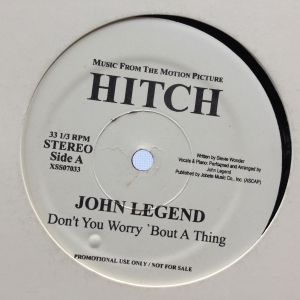 MUSIC FROM THE MOTION PICTURE
HITCH
33 1/3 RPM
STEREO
Side A
XSS07033
Written by Stevie Wonder
Vocals & Piano: Performed and Arranged by
John Legend
Published by Jobete Music Co., Inc. (ASCAP)
JOHN LEGEND
Don't You Worry `Bout A Thing
PROMOTIONAL USE ONLY / NOT FOR SALE